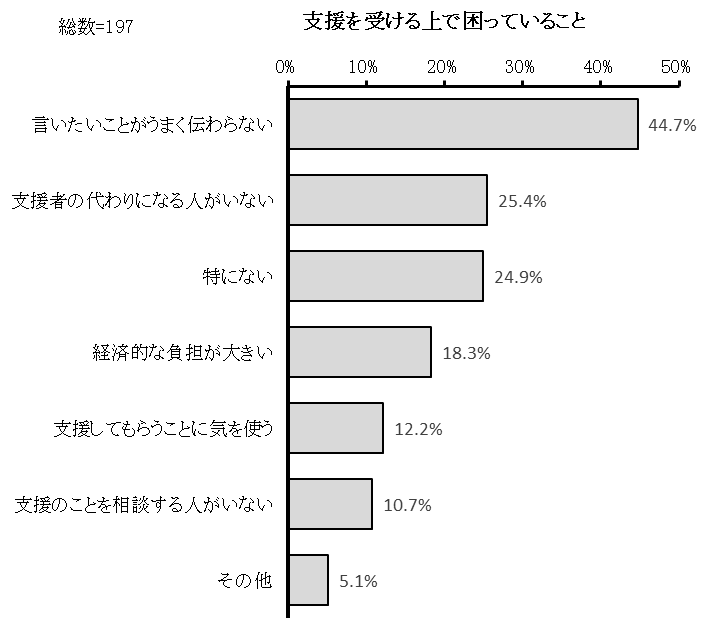 総数=197
支援を受ける上で困っていること
0% 10% 20% 30% 40% 50%
言いたいことがうまく伝わらない 44.7%
支援者の代わりになる人がいない 25.4%
特にない 24.9%
経済的な負担が大きい 18.3%
支援してもらうことに気を使う 12.2%
支援のことを相談する人がいない 10.7%
その他 5.1%